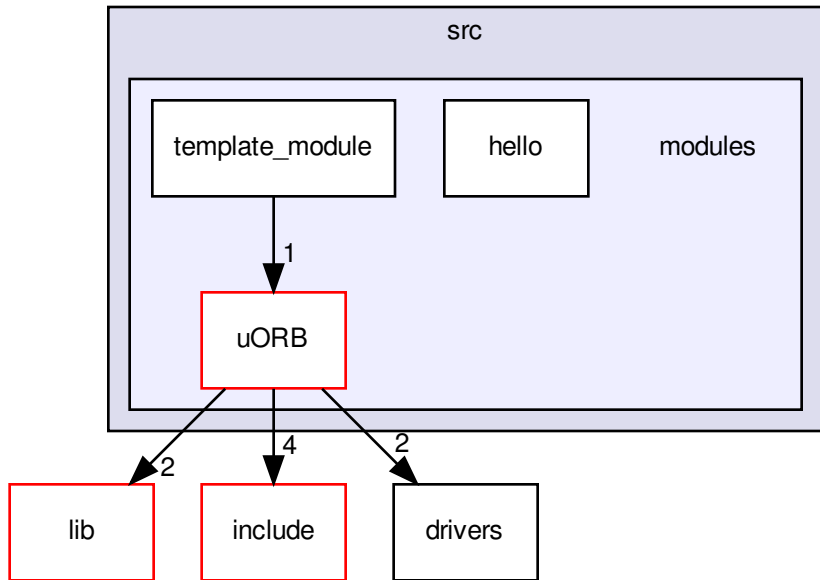 src
template_module
hello
modules
1
uORB
2
4
2
lib
include
drivers